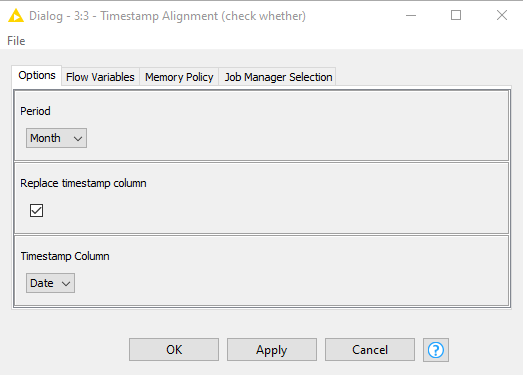 Dialog - 3:3 - Timestamp Alignment (check whether)
File
Options Flow Variables Memory Policy Job Manager Selection
Period
Month
Replace timestamp column
Timestamp Column
Date
OK Apply Cancel ?